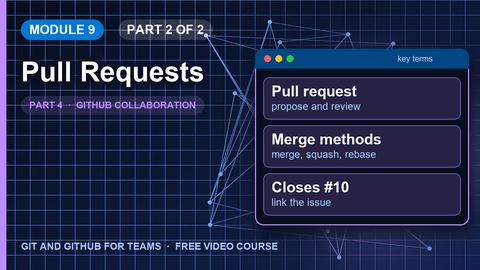 MODULE 9
PART 2 OF 2
Pull Requests
PART 4 · GITHUB COLLABORATION
key terms
Pull request
propose and review
Merge methods
merge, squash, rebase
Closes #10
link the issue
GIT AND GITHUB FOR TEAMS · FREE VIDEO COURSE